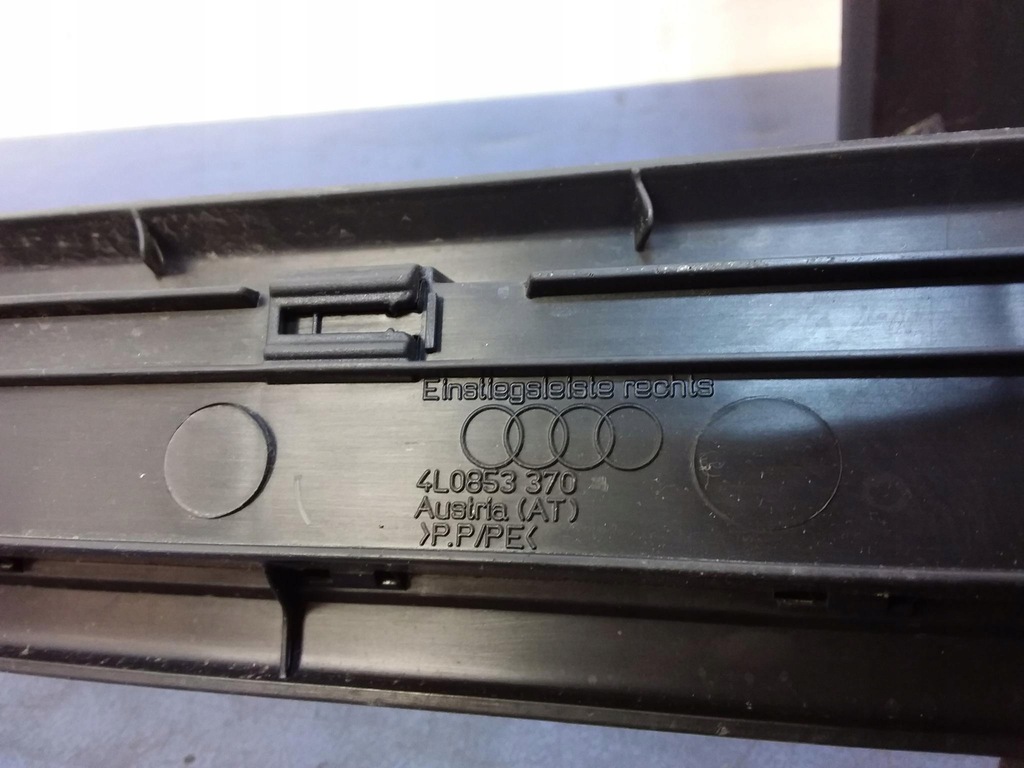 Einstiegsleiste rechts
4L0853 370
Austria (AT)
>P.P/PE<